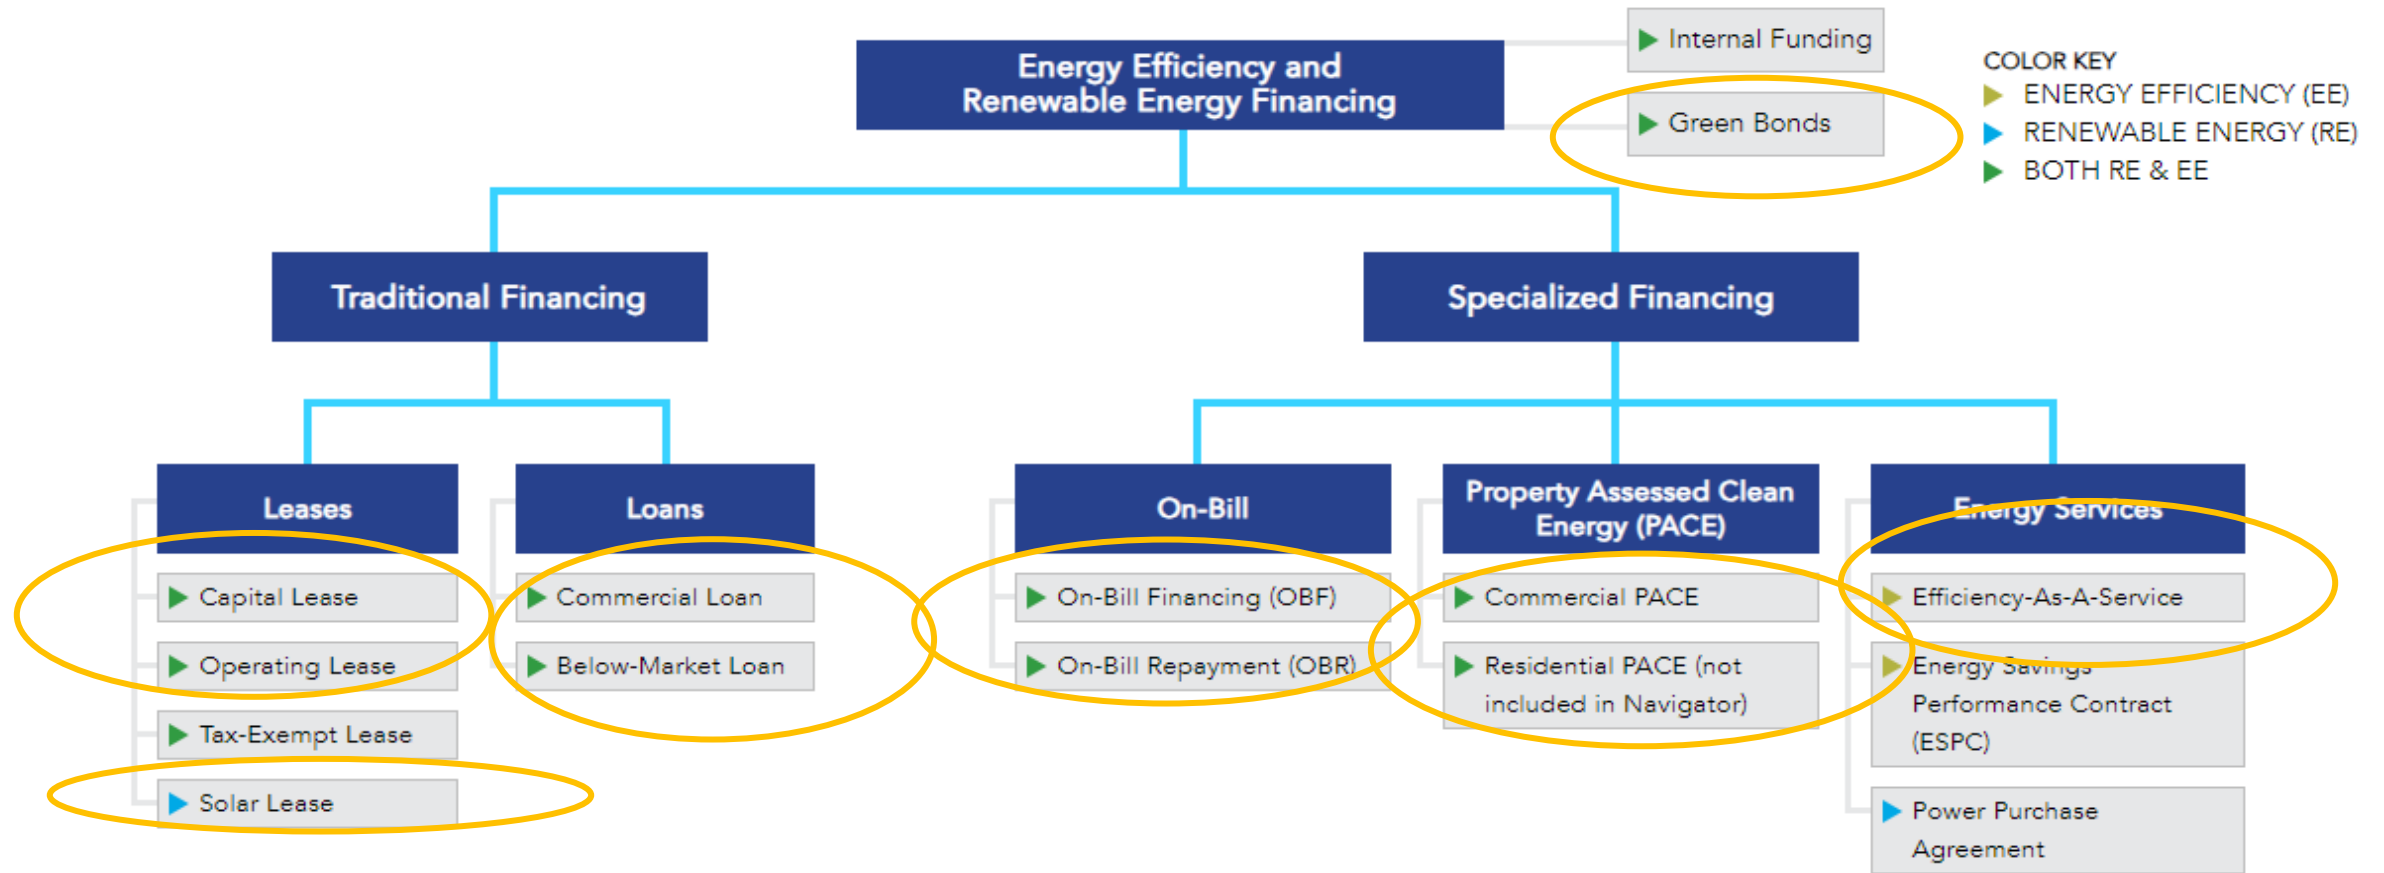 Energy Efficiency and
Renewable Energy Financing
Internal Funding
Green Bonds
COLOR KEY
ENERGY EFFICIENCY (EE)
RENEWABLE ENERGY (RE)
BOTH RE & EE
Traditional Financing
Specialized Financing
Leases
Capital Lease
Operating Lease
Tax-Exempt Lease
Solar Lease
Loans
Commercial Loan
Below-Market Loan
On-Bill
On-Bill Financing (OBF)
On-Bill Repayment (OBR)
Property Assessed Clean
Energy (PACE)
Commercial PACE
Residential PACE (not
included in Navigator)
Energy Services
Efficiency-As-A-Service
Energy Savings
Performance Contract
(ESPC)
Power Purchase
Agreement